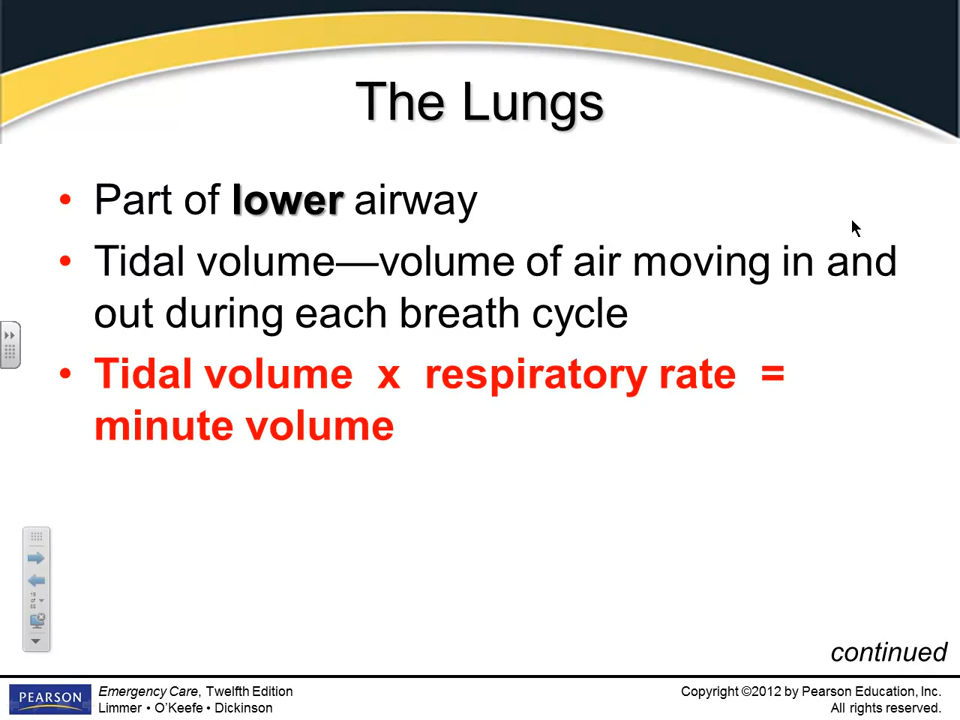 The Lungs
• Part of lower airway
• Tidal volume—volume of air moving in and
out during each breath cycle
• Tidal volume x respiratory rate =
minute volume
continued
PEARSON
Emergency Care, Twelfth Edition
Limmer • O'Keefe • Dickinson
Copyright ©2012 by Pearson Education, Inc.
All rights reserved.